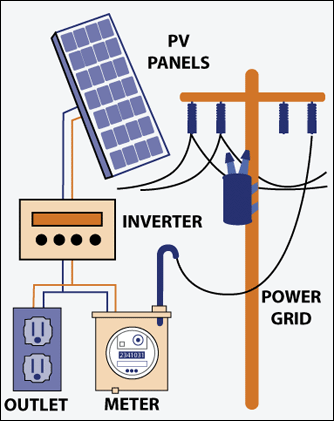 PV
PANELS
INVERTER
POWER
GRID
2341031
OUTLET
METER